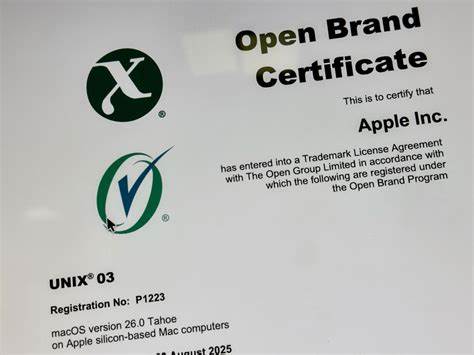 Open Brand
Certificate
This is to certify that
Apple Inc.
has entered into a Trademark License Agreement
with The Open Group Limited in accordance with
which the following are registered under
the Open Brand Program
X
®
®
UNIX® 03
Registration No: P1223
macOS version 26.0 Tahoe
on Apple silicon-based Mac computers
August 2025